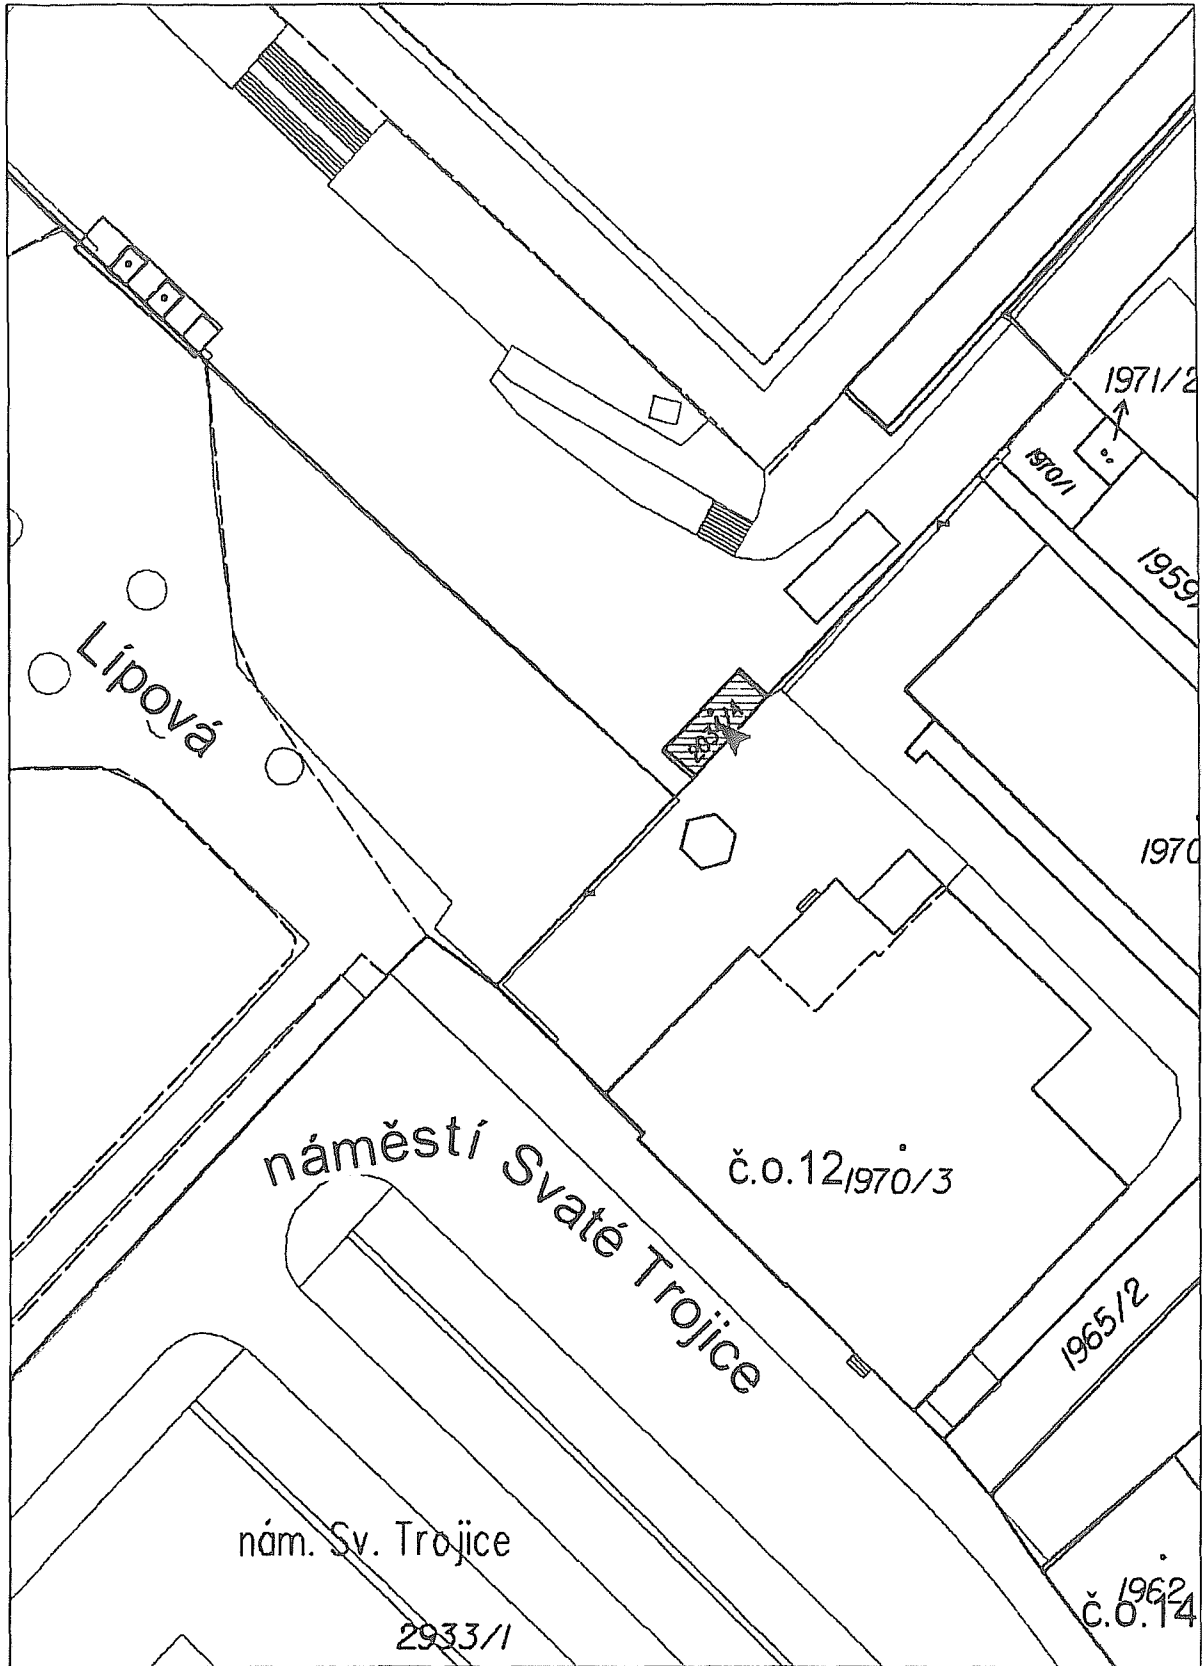 1971/2
1970/1
1959
Lípová
1970
náměstí Svaté Trojice
č.o.12
1970/3
1965/2
nám. Sv. Trojice
1962
č.o.14
2933/1